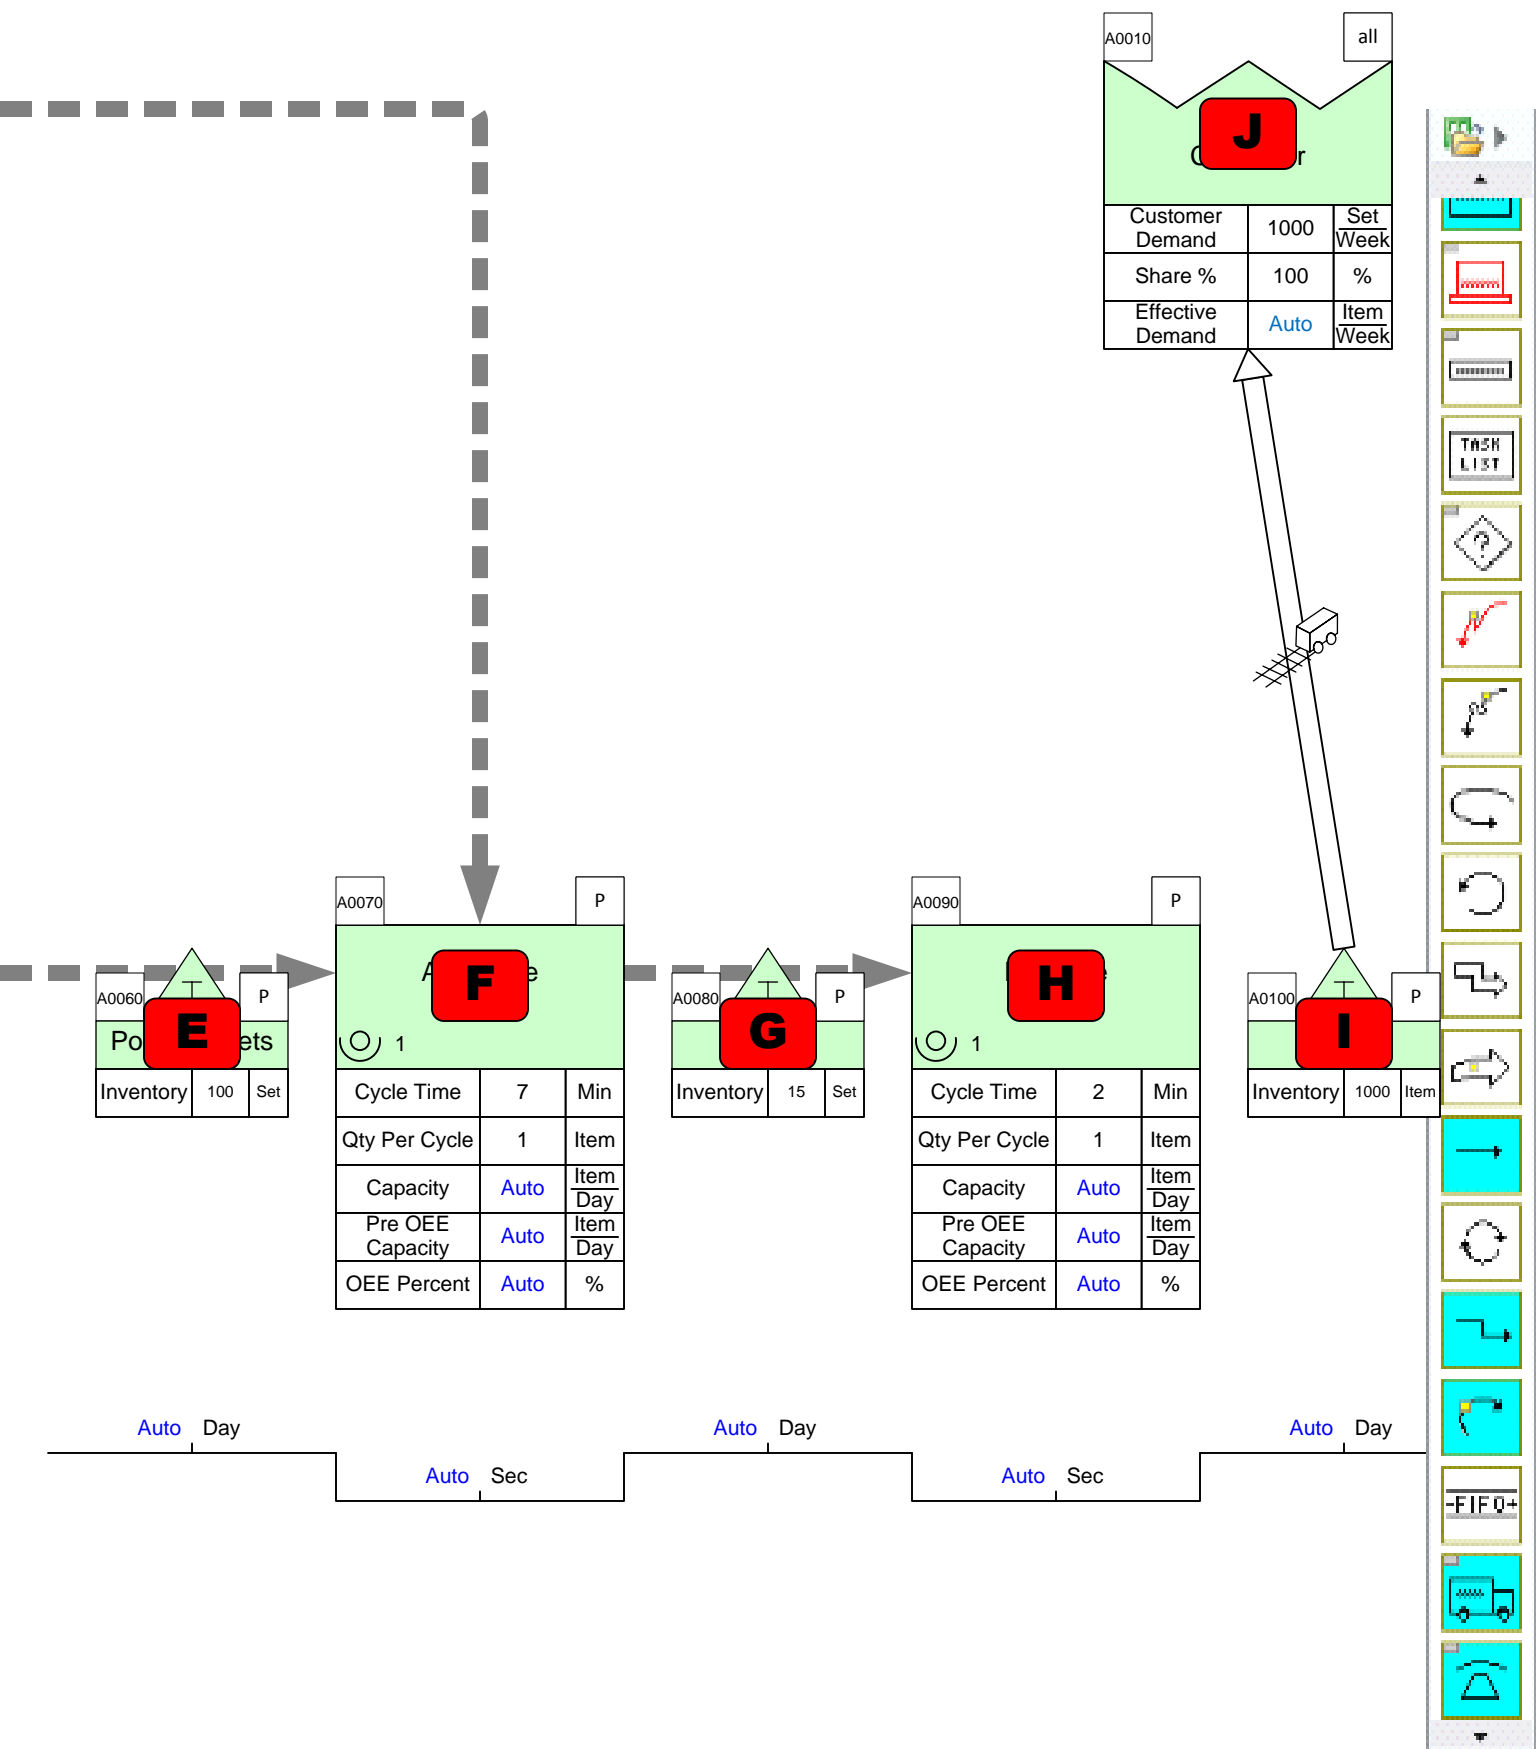 A0010
all
J
Customer
Demand
1000
Set
Week
Share %
100
%
Effective
Demand
Auto
Item
Week
TASK
LIST
?
A0070
P
F
1
Cycle Time
7
Min
Qty Per Cycle
1
Item
Capacity
Auto
Item
Day
Pre OEE
Capacity
Auto
Item
Day
OEE Percent
Auto
%
A0090
P
H
1
Cycle Time
2
Min
Qty Per Cycle
1
Item
Capacity
Auto
Item
Day
Pre OEE
Capacity
Auto
Item
Day
OEE Percent
Auto
%
A0060
P
I
E
Inventory
100
Set
A0080
P
I
G
Inventory
15
Set
A0100
P
I
I
Inventory
1000
Item
Auto Day
Auto Sec
Auto Day
Auto Sec
Auto Day
-FIFO+